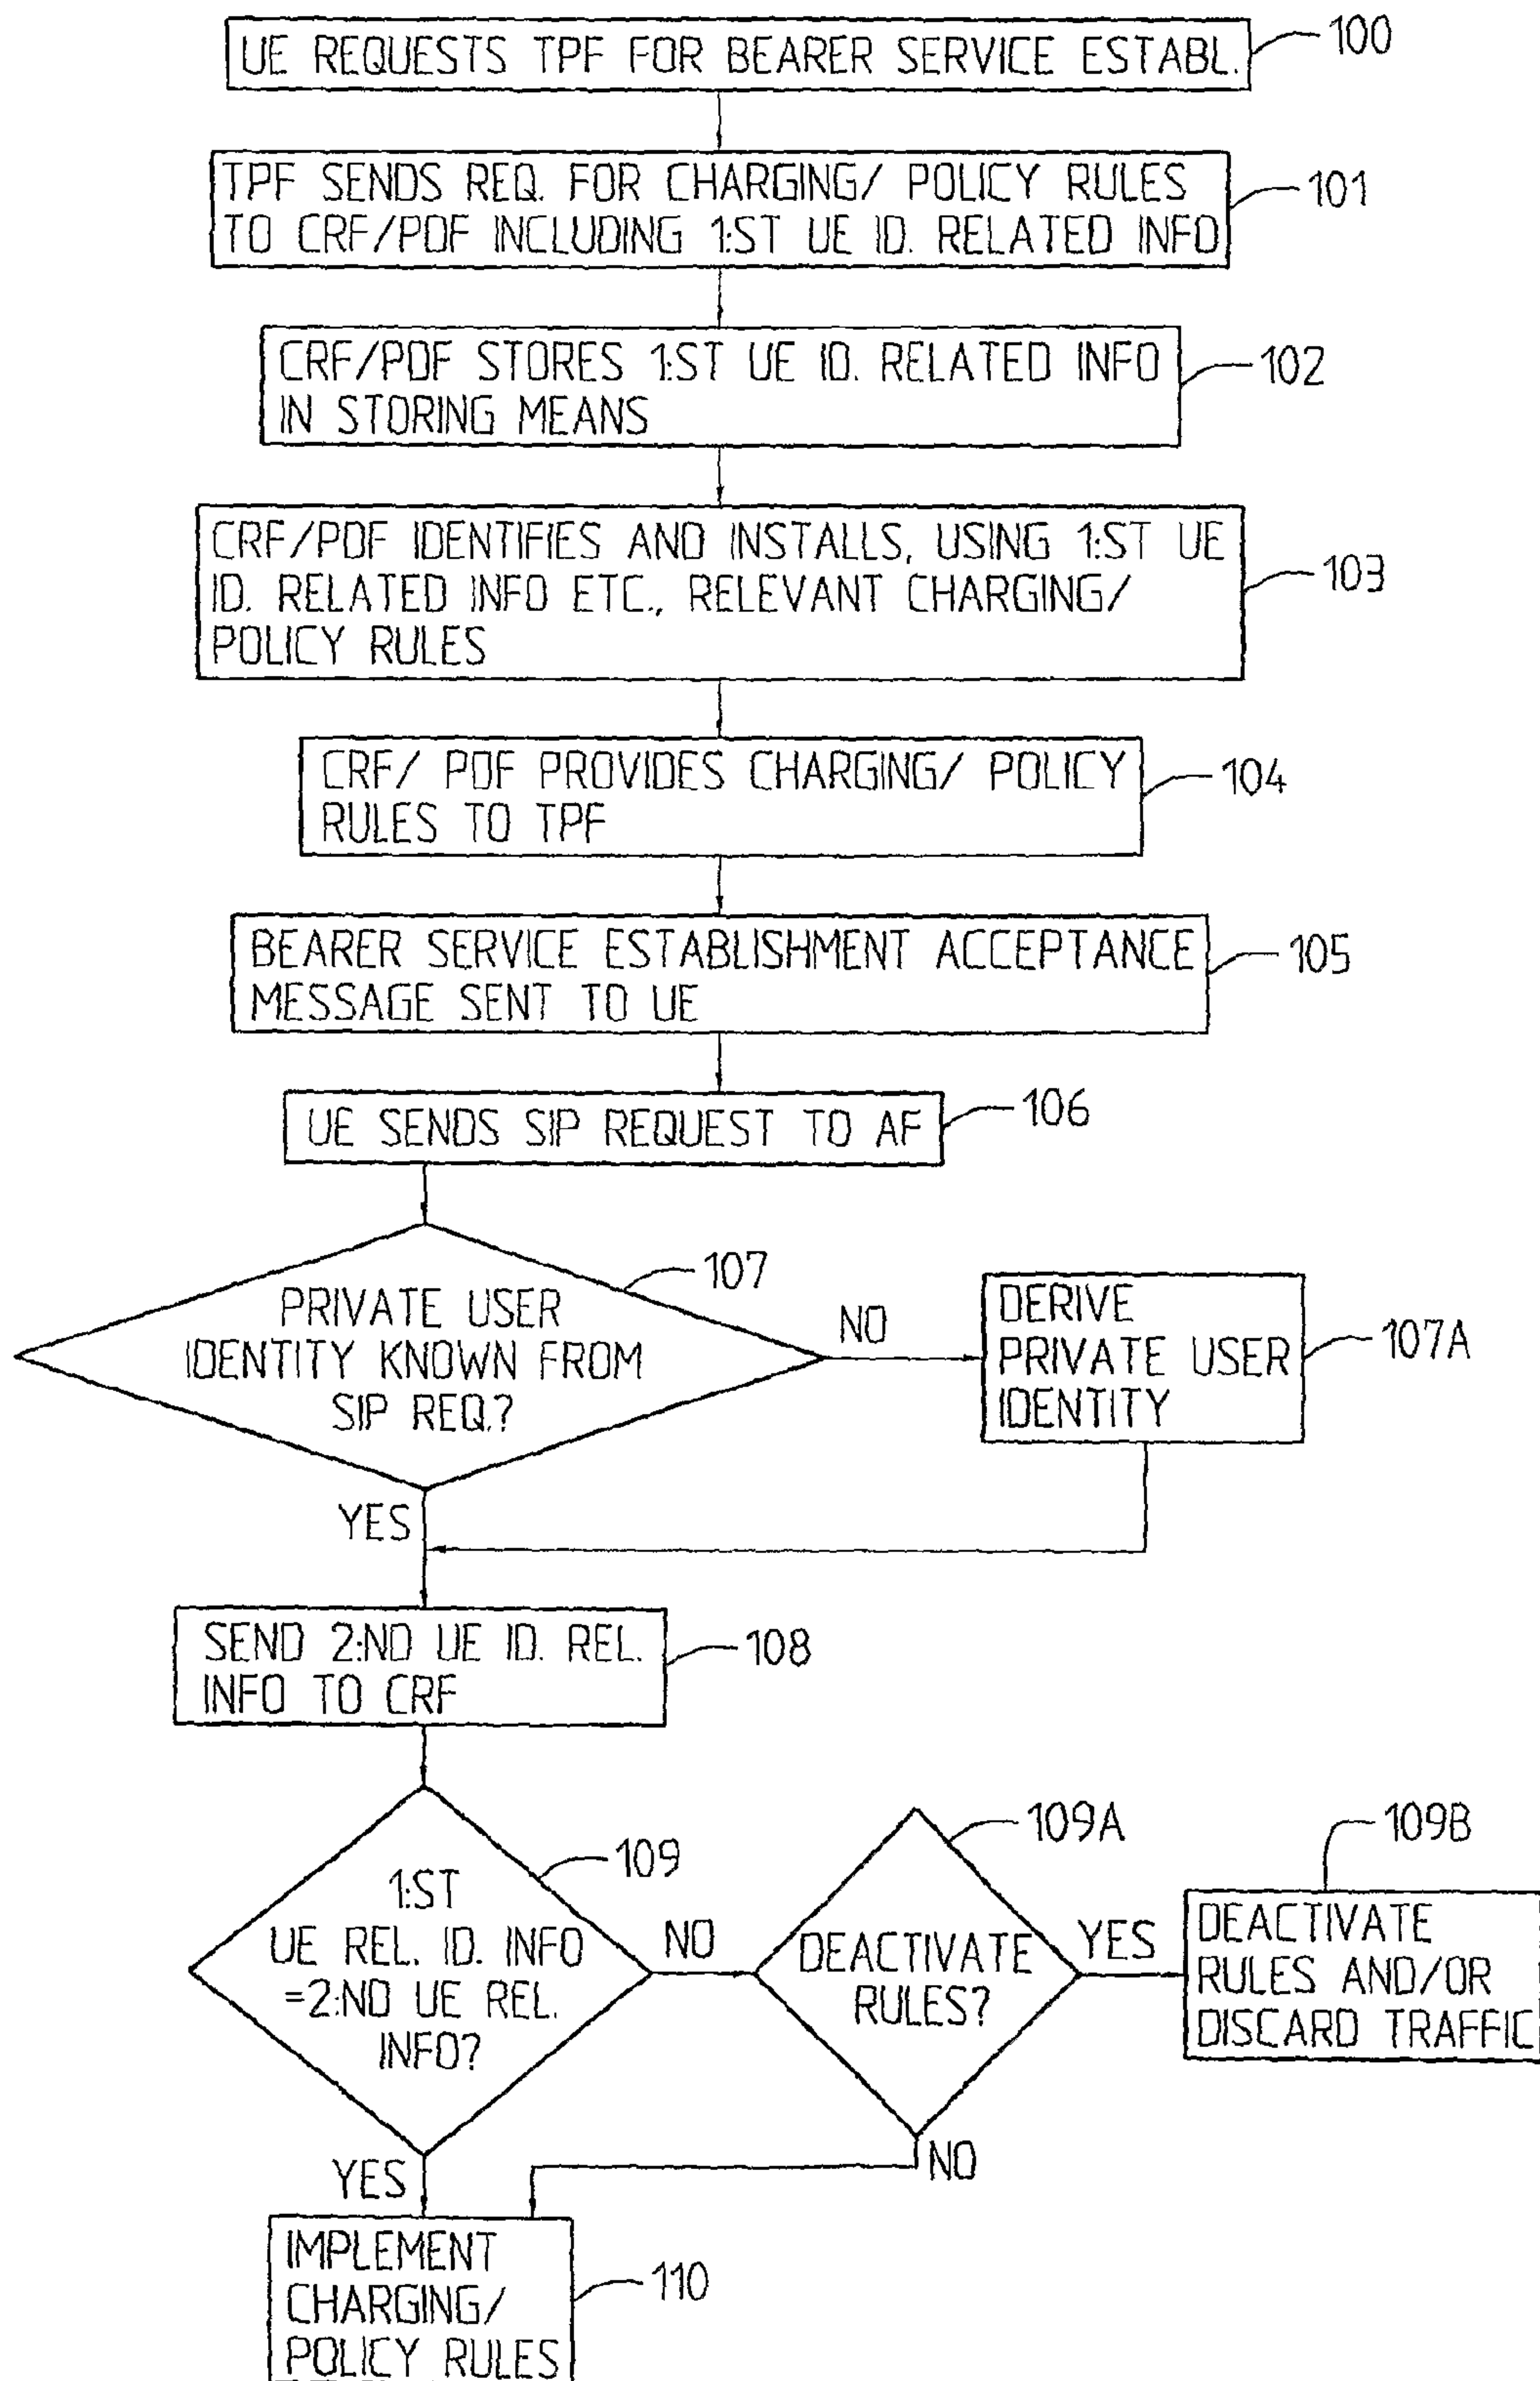 UE REQUESTS TPF FOR BEARER SERVICE ESTABL.
100
TPF SENDS REQ. FOR CHARGING/ POLICY RULES
TO CRF/PDF INCLUDING 1:ST UE ID. RELATED INFO
101
CRF/PDF STORES 1:ST UE ID. RELATED INFO
IN STORING MEANS
102
CRF/PDF IDENTIFIES AND INSTALLS, USING 1:ST UE
ID. RELATED INFO ETC., RELEVANT CHARGING/
POLICY RULES
103
CRF/ PDF PROVIDES CHARGING/ POLICY
RULES TO TPF
104
BEARER SERVICE ESTABLISHMENT ACCEPTANCE
MESSAGE SENT TO UE
105
UE SENDS SIP REQUEST TO AF
106
PRIVATE USER
IDENTITY KNOWN FROM
SIP REQ.?
107
NO
DERIVE
PRIVATE USER
IDENTITY
107A
YES
SEND 2:ND UE ID. REL.
INFO TO CRF
108
1:ST
UE REL. ID. INFO
=2:ND UE REL.
INFO?
109
NO
DEACTIVATE
RULES?
109A
YES
DEACTIVATE
RULES AND/OR
DISCARD TRAFFIC
109B
YES
NO
IMPLEMENT
CHARGING/
POLICY RULES
110